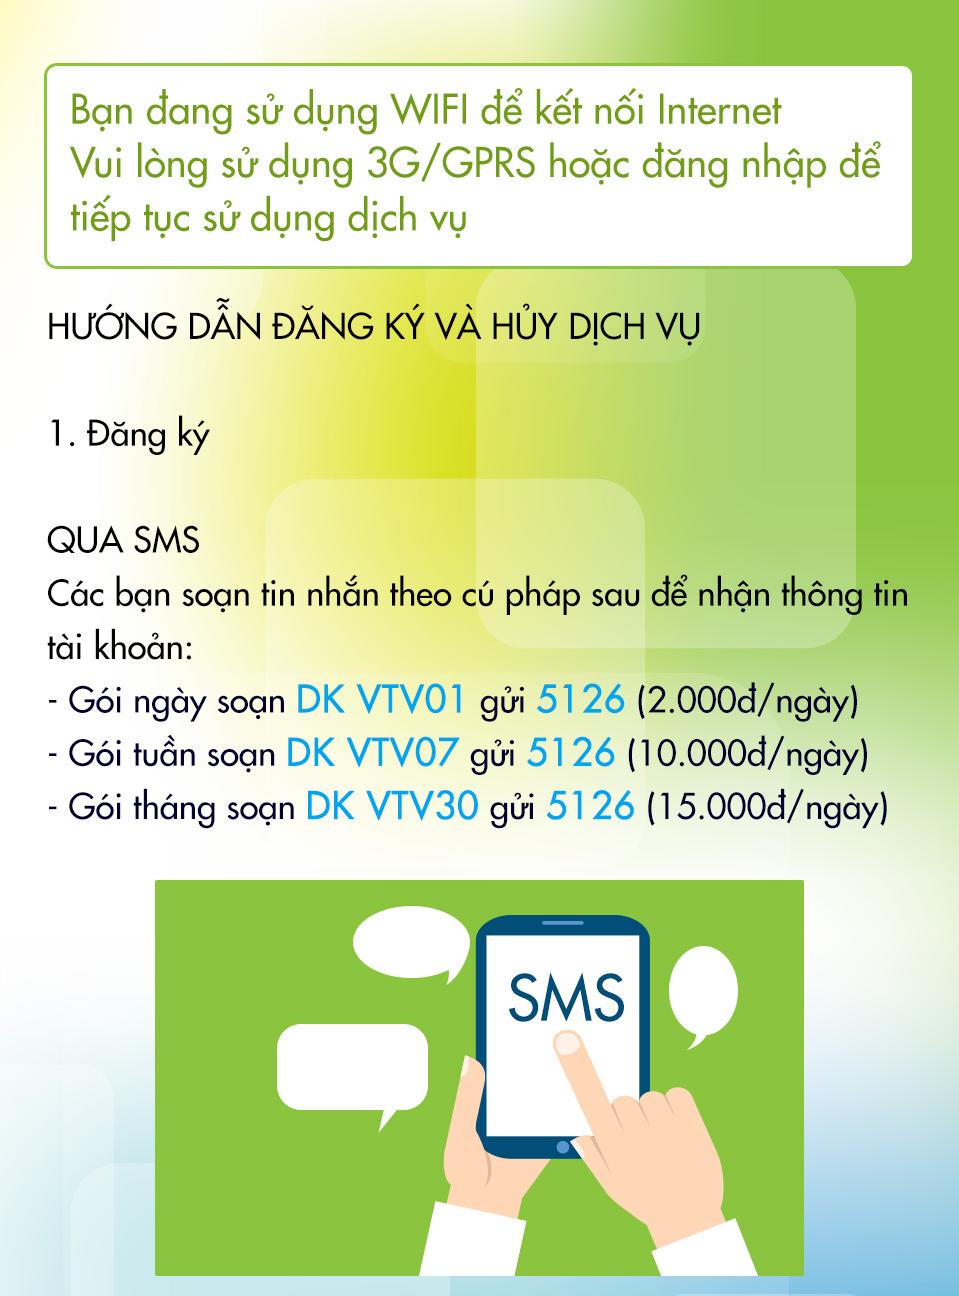 Bạn đang sử dụng WIFI để kết nối Internet
Vui lòng sử dụng 3G/GPRS hoặc đăng nhập để
tiếp tục sử dụng dịch vụ
HƯỚNG DẪN ĐĂNG KÝ VÀ HỦY DỊCH VỤ
1. Đăng ký
QUA SMS
Các bạn soạn tin nhắn theo cú pháp sau để nhận thông tin
tài khoản:
- Gói ngày soạn DK VTV01 gửi 5126 (2.000đ/ngày)
- Gói tuần soạn DK VTV07 gửi 5126 (10.000đ/ngày)
- Gói tháng soạn DK VTV30 gửi 5126 (15.000đ/ngày)
SMS